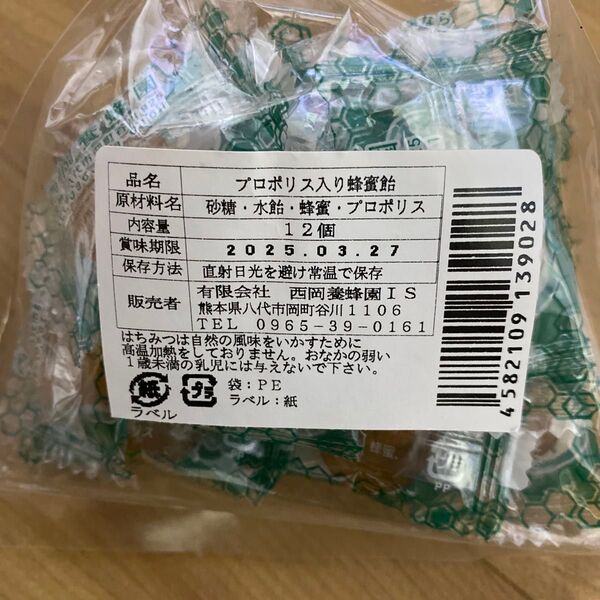 品名 プロポリス入り蜂蜜飴
原材料名 砂糖・水飴・蜂蜜・プロポリス
内容量 12個
賞味期限 2025.03.27
保存方法 直射日光を避け常温で保存
販売者 有限会社 西岡養蜂園IS
熊本県八代市岡町谷川1106
TEL 0965-39-0161
はちみつは自然の風味をいかすために
高温加熱をしておりません。おなかの弱い
1歳未満の乳児には与えないで下さい。
紙 プラ 袋:PE
ラベル ラベル:紙
4582109139028
蜂蜜、
PP